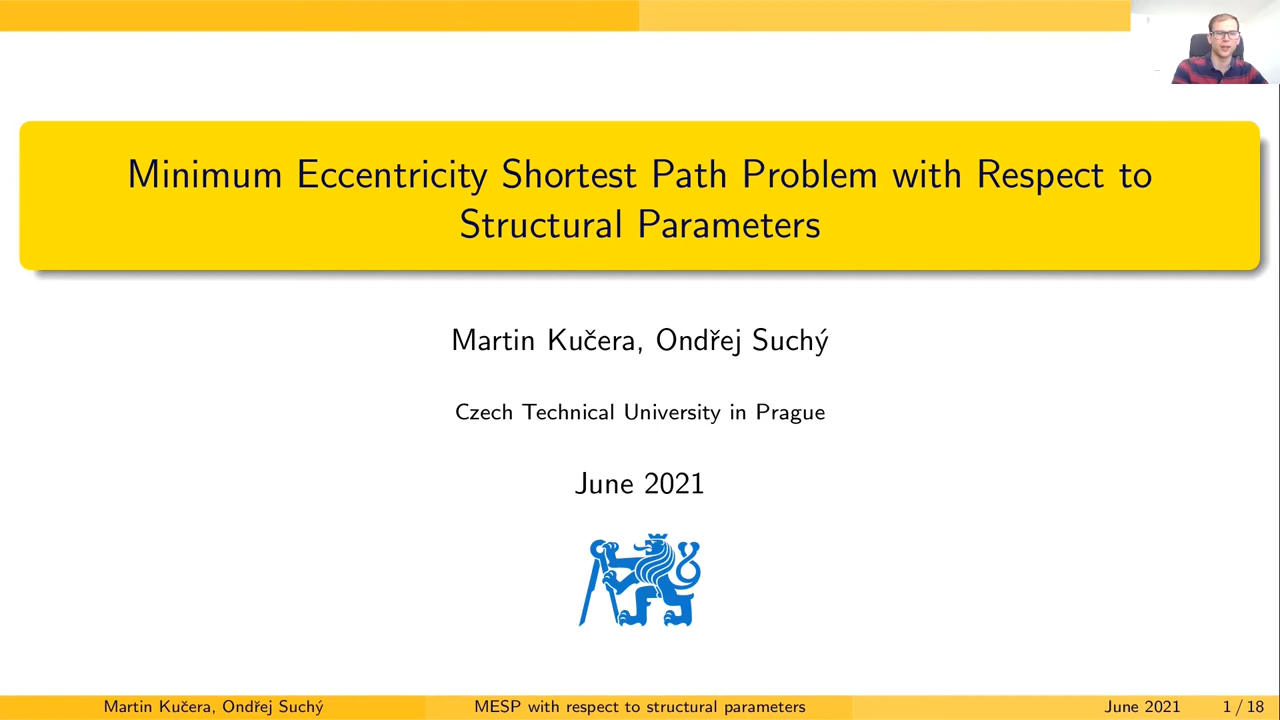 Minimum Eccentricity Shortest Path Problem with Respect to
Structural Parameters
Martin Kučera, Ondřej Suchý
Czech Technical University in Prague
June 2021
Martin Kučera, Ondřej Suchý MESP with respect to structural parameters June 2021 1 / 18